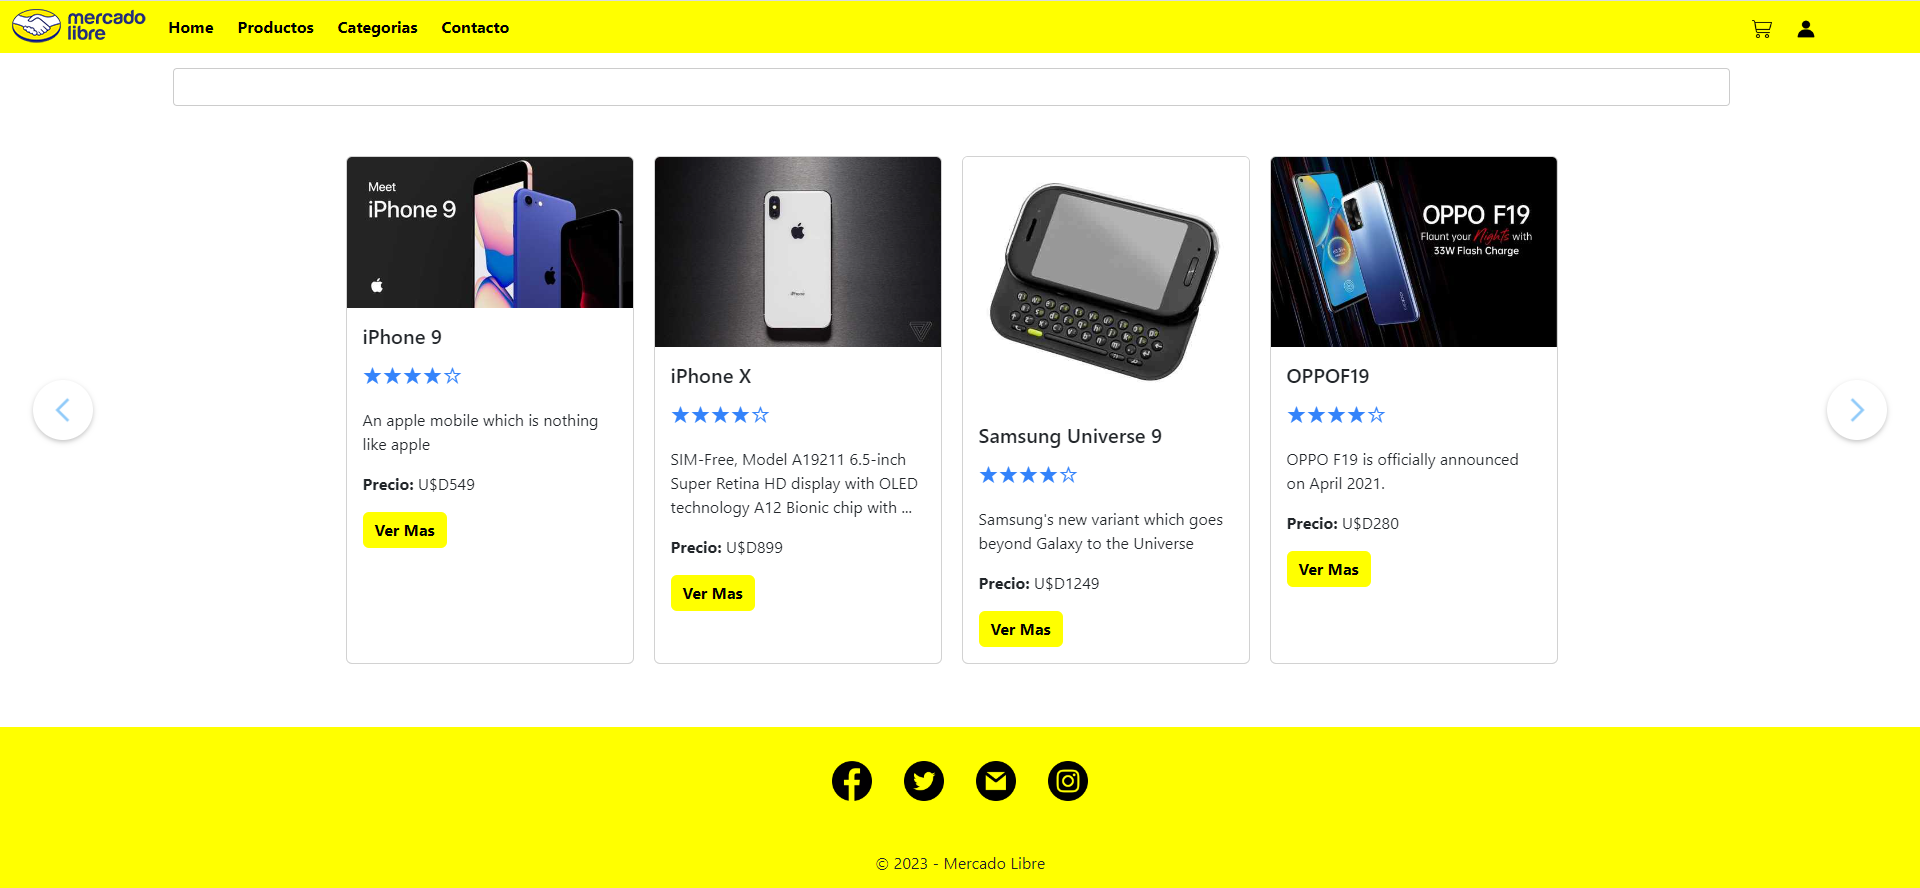 mercado
libre
Home
Productos
Categorias
Contacto
Meet
iPhone 9
iPhone 9
An apple mobile which is nothing
like apple
Precio: U$D549
Ver Mas
iPhone
iPhone X
SIM-Free, Model A19211 6.5-inch
Super Retina HD display with OLED
technology A12 Bionic chip with ...
Precio: U$D899
Ver Mas
Samsung Universe 9
Samsung's new variant which goes
beyond Galaxy to the Universe
Precio: U$D1249
Ver Mas
OPPO F19
Flaunt your Nights with
33W Flash Charge
OPPOF19
OPPO F19 is officially announced
on April 2021.
Precio: U$D280
Ver Mas
© 2023 - Mercado Libre